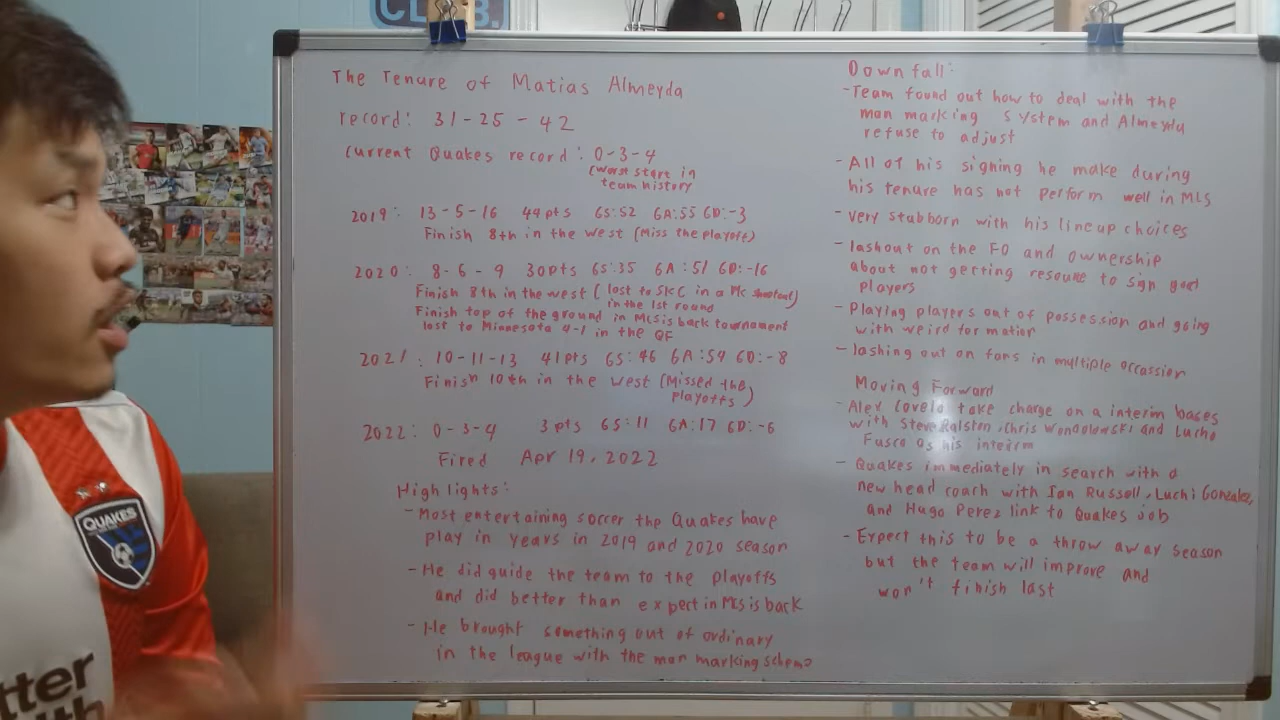 CLUB.
The Tenure of Matias Almeyda
record: 31-25-42
Current Quakes record: 0-3-4
(worst start in
team history
2019: 13-5-16 44pts GS:52 GA:55 GD:-3
Finish 8th in the west (Miss the playoff)
2020: 8-6-9 30pts GS:35 GA:51 GD:-16
Finish 8th in the west (lost to SKC in a PK shootout)
in the 1st round
Finish top of the ground in MLS is back tournament
lost to Minnesota 4-1 in the QF
2021: 10-11-13 41pts GS:46 GA:54 GD:-8
Finish 10th in the west (Missed the
playoffs)
2022: 0-3-4 3pts GS:11 GA:17 GD:-6
Fired Apr 19, 2022
Highlights:
- Most entertaining soccer the Quakes have
play in years in 2019 and 2020 season
- He did guide the team to the playoffs
and did better than expect in MLS is back
- He brought something out of ordinary
in the league with the man marking scheme
Downfall:
- Team found out how to deal with the
man marking system and Almeyda
refuse to adjust
- All of his signing he make during
his tenure has not perform well in MLS
- very stubborn with his lineup choices
- lashout on the FO and ownership
about not getting resource to sign good
players
- Playing players out of possession and going
with weird formation
- lashing out on fans in multiple occassion
Moving Forward
- Alex Covelo take charge on a interim bases
with Steve Ralston, Chris Wondolowski and Lucho
Fusco as his interim
- Quakes immediately in search with a
new head coach with Ian Russell, Luchi Gonzalez,
and Hugo Perez link to Quakes job
- Expect this to be a throw away season
but the team will improve and
won't finish last
QUAKES